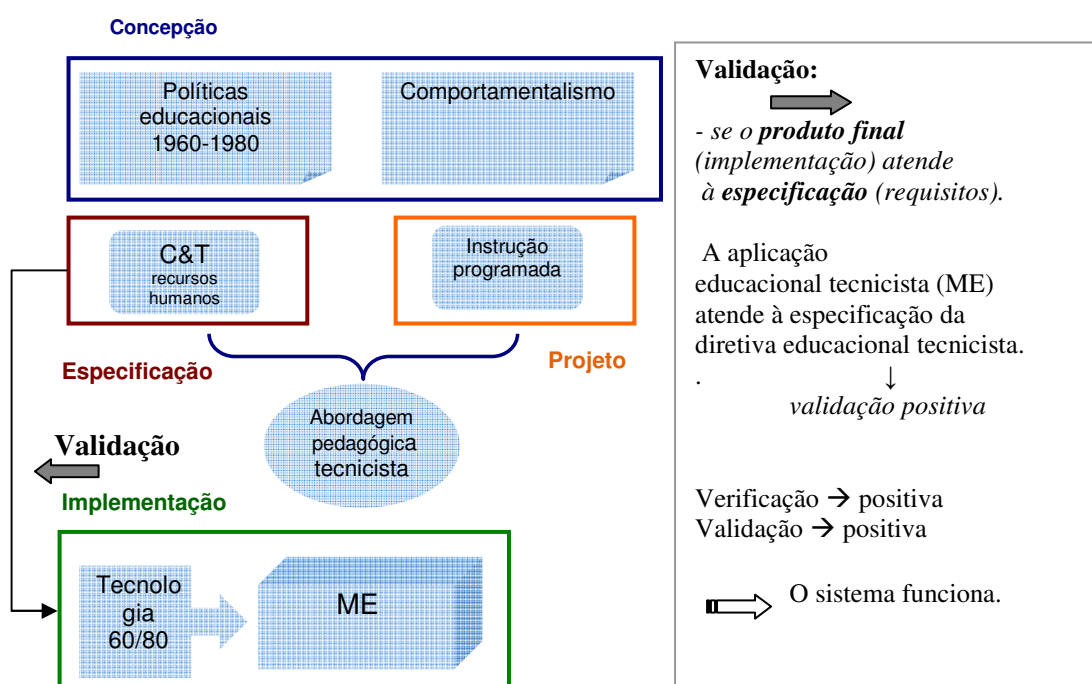 Concepção
Políticas
educacionais
1960-1980
Comportamentalismo
C&T
recursos
humanos
Instrução
programada
Especificação
Projeto
Abordagem
pedagógica
tecnicista
Validação
Implementação
Tecnolo
gia
60/80
ME
Validação:
- se o produto final
(implementação) atende
à especificação (requisitos).
A aplicação
educacional tecnicista (ME)
atende à especificação da
diretiva educacional tecnicista.
. ↓
validação positiva
Verificação → positiva
Validação → positiva
O sistema funciona.